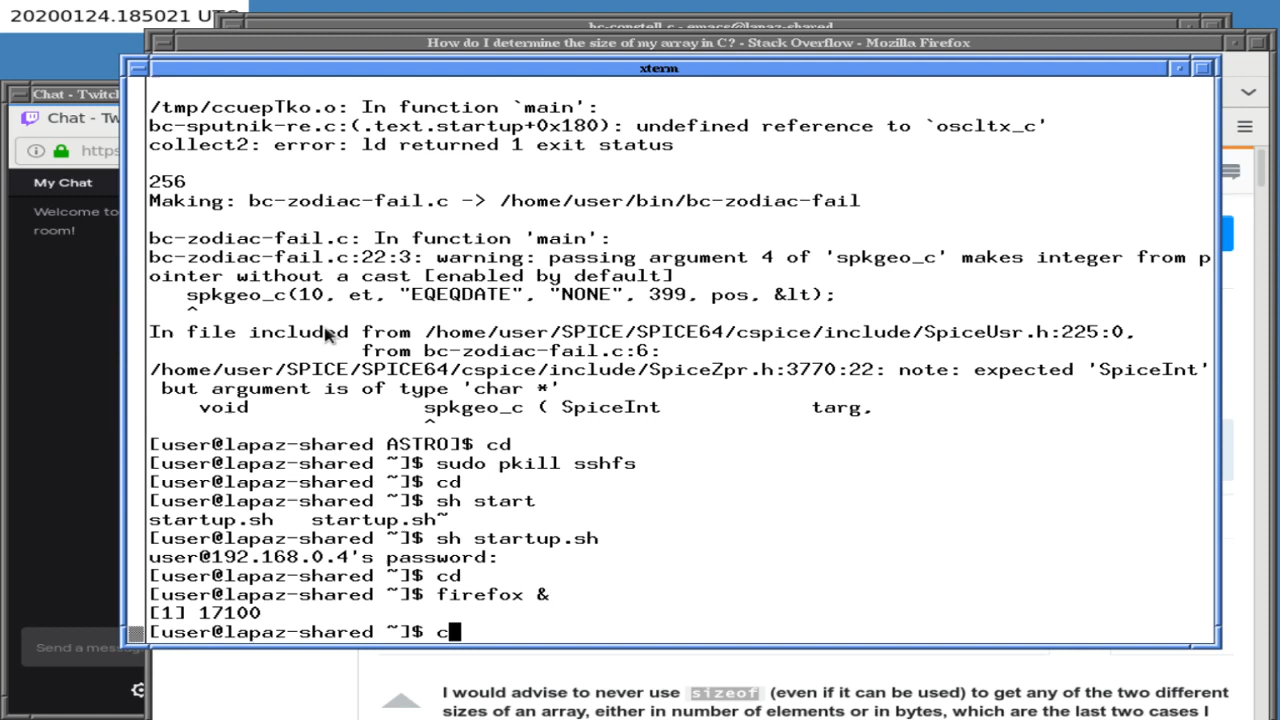 20200124.185021 UTC
bc-constell.c - emacs@lapaz-shared
How do I determine the size of my array in C? - Stack Overflow - Mozilla Firefox
xterm
Chat - Twitch
Chat - Tw
https
My Chat
Welcome to
room!
Send a mess
/tmp/ccuepTko.o: In function `main':
bc-sputnik-re.c:(.text.startup+0x180): undefined reference to `oscltx_c'
collect2: error: ld returned 1 exit status
256
Making: bc-zodiac-fail.c -> /home/user/bin/bc-zodiac-fail
bc-zodiac-fail.c: In function 'main':
bc-zodiac-fail.c:22:3: warning: passing argument 4 of 'spkgeo_c' makes integer from p
ointer without a cast [enabled by default]
spkgeo_c(10, et, "EQEQDATE", "NONE", 399, pos, &lt);
^
In file included from /home/user/SPICE/SPICE64/cspice/include/SpiceUsr.h:225:0,
from bc-zodiac-fail.c:6:
/home/user/SPICE/SPICE64/cspice/include/SpiceZpr.h:3770:22: note: expected 'SpiceInt'
but argument is of type 'char *'
void spkgeo_c ( SpiceInt targ,
^
[user@lapaz-shared ASTRO]$ cd
[user@lapaz-shared ~]$ sudo pkill sshfs
[user@lapaz-shared ~]$ cd
[user@lapaz-shared ~]$ sh start
startup.sh startup.sh~
[user@lapaz-shared ~]$ sh startup.sh
user@192.168.0.4's password:
[user@lapaz-shared ~]$ cd
[user@lapaz-shared ~]$ firefox &
[1] 17100
[user@lapaz-shared ~]$ c
I would advise to never use sizeof (even if it can be used) to get any of the two different
sizes of an array, either in number of elements or in bytes, which are the last two cases I